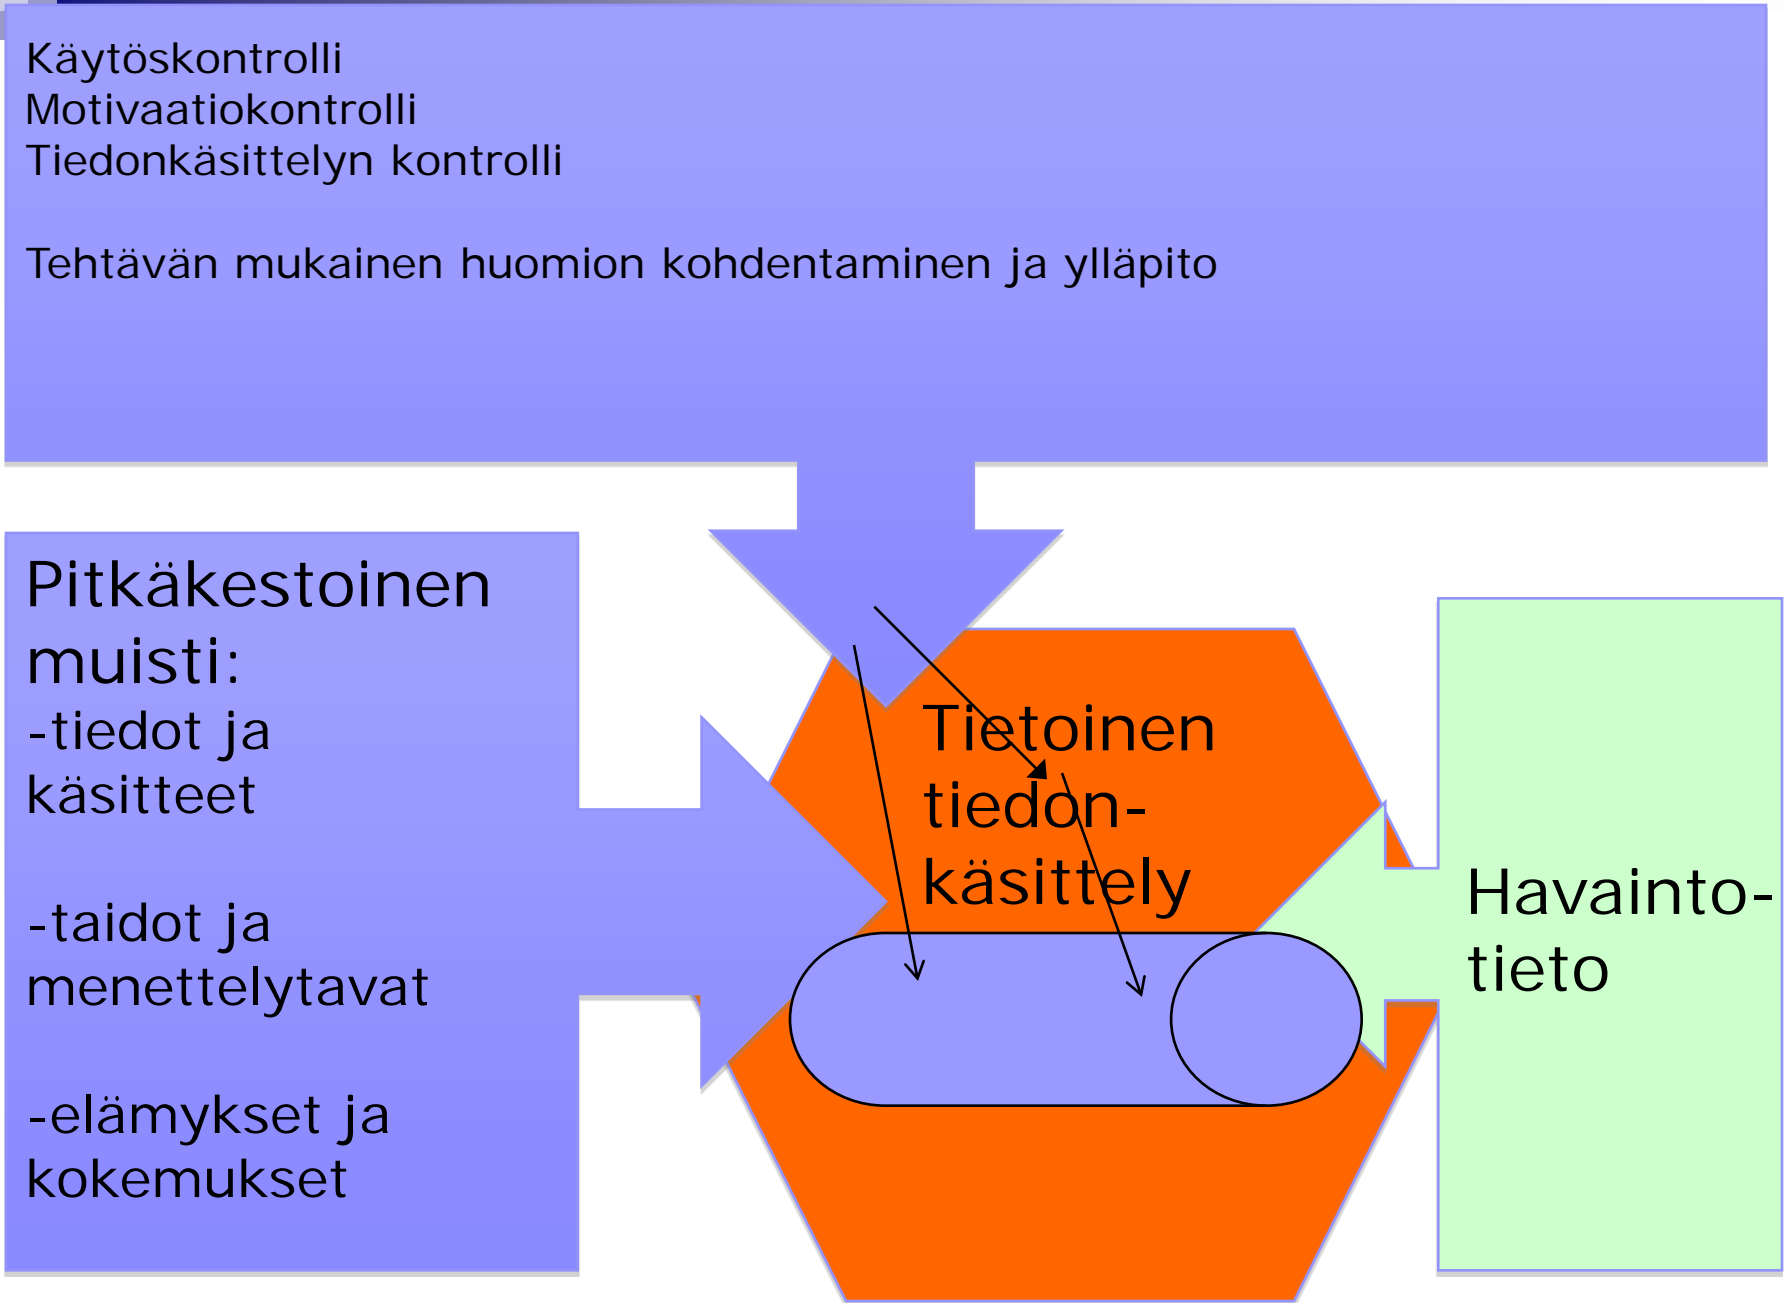 Käytöskontrolli
Motivaatiokontrolli
Tiedonkäsittelyn kontrolli
Tehtävän mukainen huomion kohdentaminen ja ylläpito
Pitkäkestoinen
muisti:
-tiedot ja
käsitteet
-taidot ja
menettelytavat
-elämykset ja
kokemukset
Tietoinen
tiedon-
käsittely
Havainto-
tieto